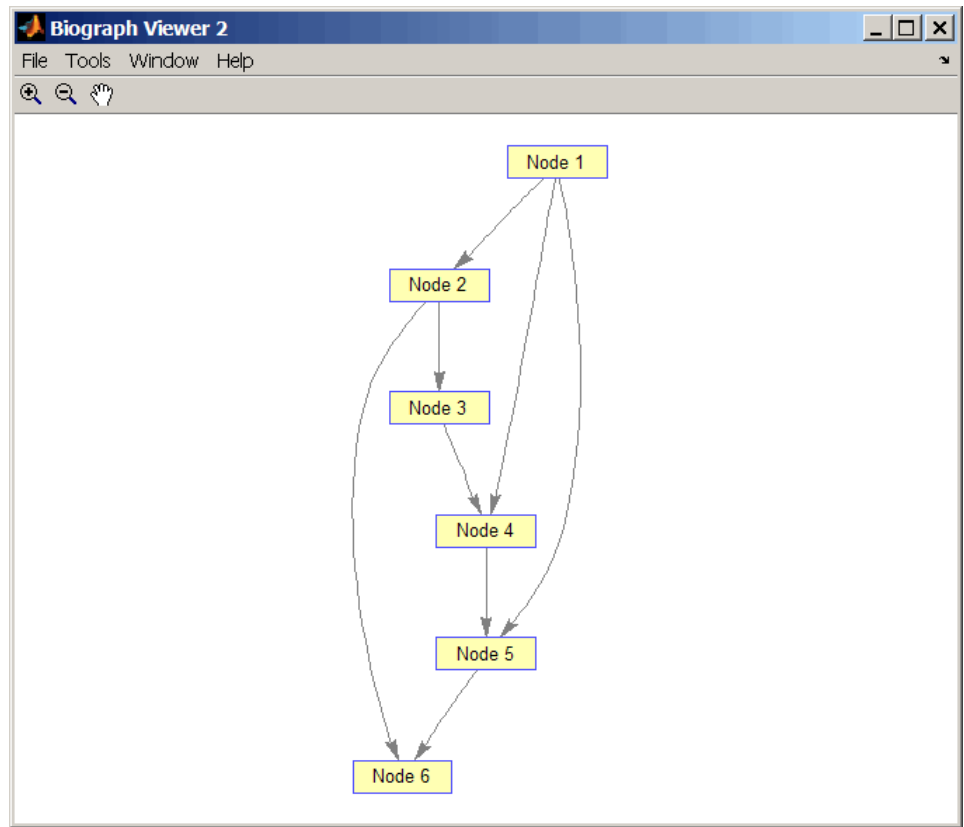 Biograph Viewer 2
File Tools Window Help
Node 1
Node 2
Node 3
Node 4
Node 5
Node 6